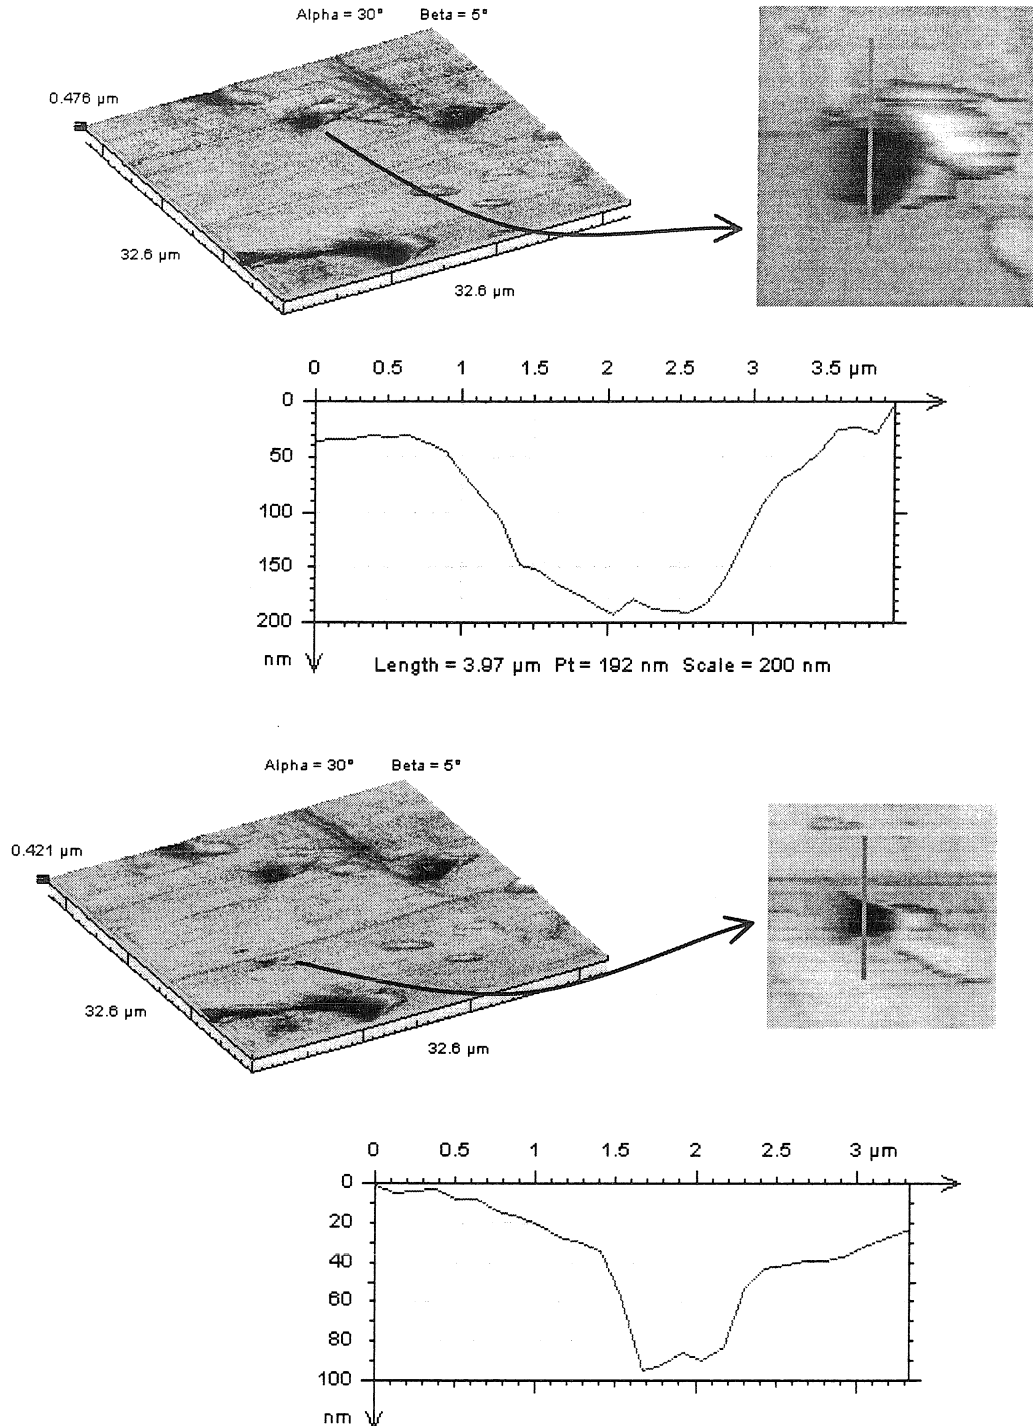 Alpha = 30° Beta = 5°
0.476 µm
32.6 µm
32.6 µm
0 0.5 1 1.5 2 2.5 3 3.5 µm
0
50
100
150
200
nm
Length = 3.97 µm Pt = 192 nm Scale = 200 nm
Alpha = 30° Beta = 5°
0.421 µm
32.6 µm
32.6 µm
0 0.5 1 1.5 2 2.5 3 µm
0
20
40
60
80
100
nm